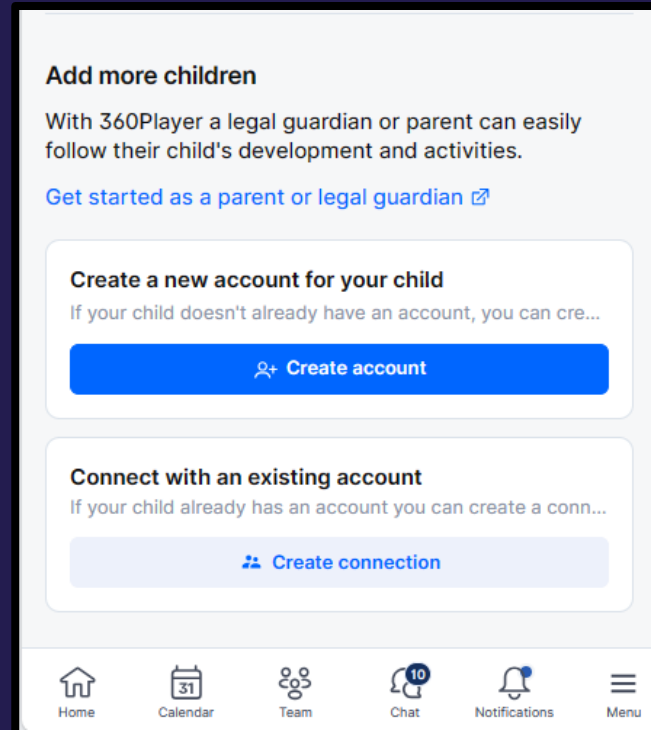 Add more children
With 360Player a legal guardian or parent can easily
follow their child's development and activities.
Get started as a parent or legal guardian
Create a new account for your child
If your child doesn't already have an account, you can cre...
Create account
Connect with an existing account
If your child already has an account you can create a conn...
Create connection
31
10
Home
Calendar
Team
Chat
Notifications
Menu